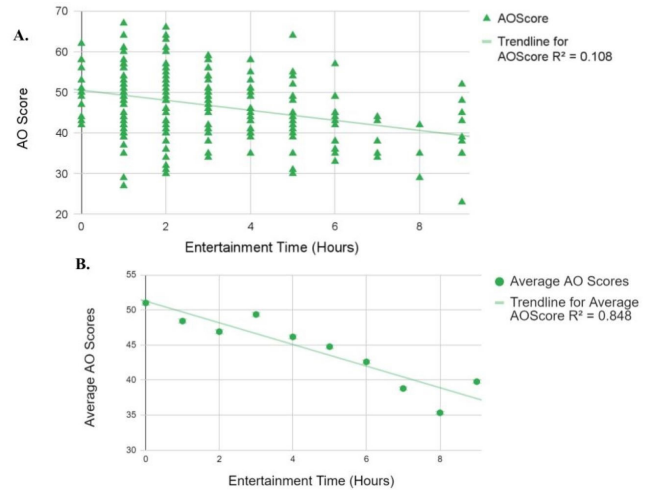 A.
70
60
50
40
30
20
AO Score
0
2
4
6
8
Entertainment Time (Hours)
AOScore
Trendline for
AOScore R² = 0.108
B.
55
50
45
40
35
30
Average AO Scores
0
2
4
6
8
Entertainment Time (Hours)
Average AO Scores
Trendline for Average
AOScore R² = 0.848